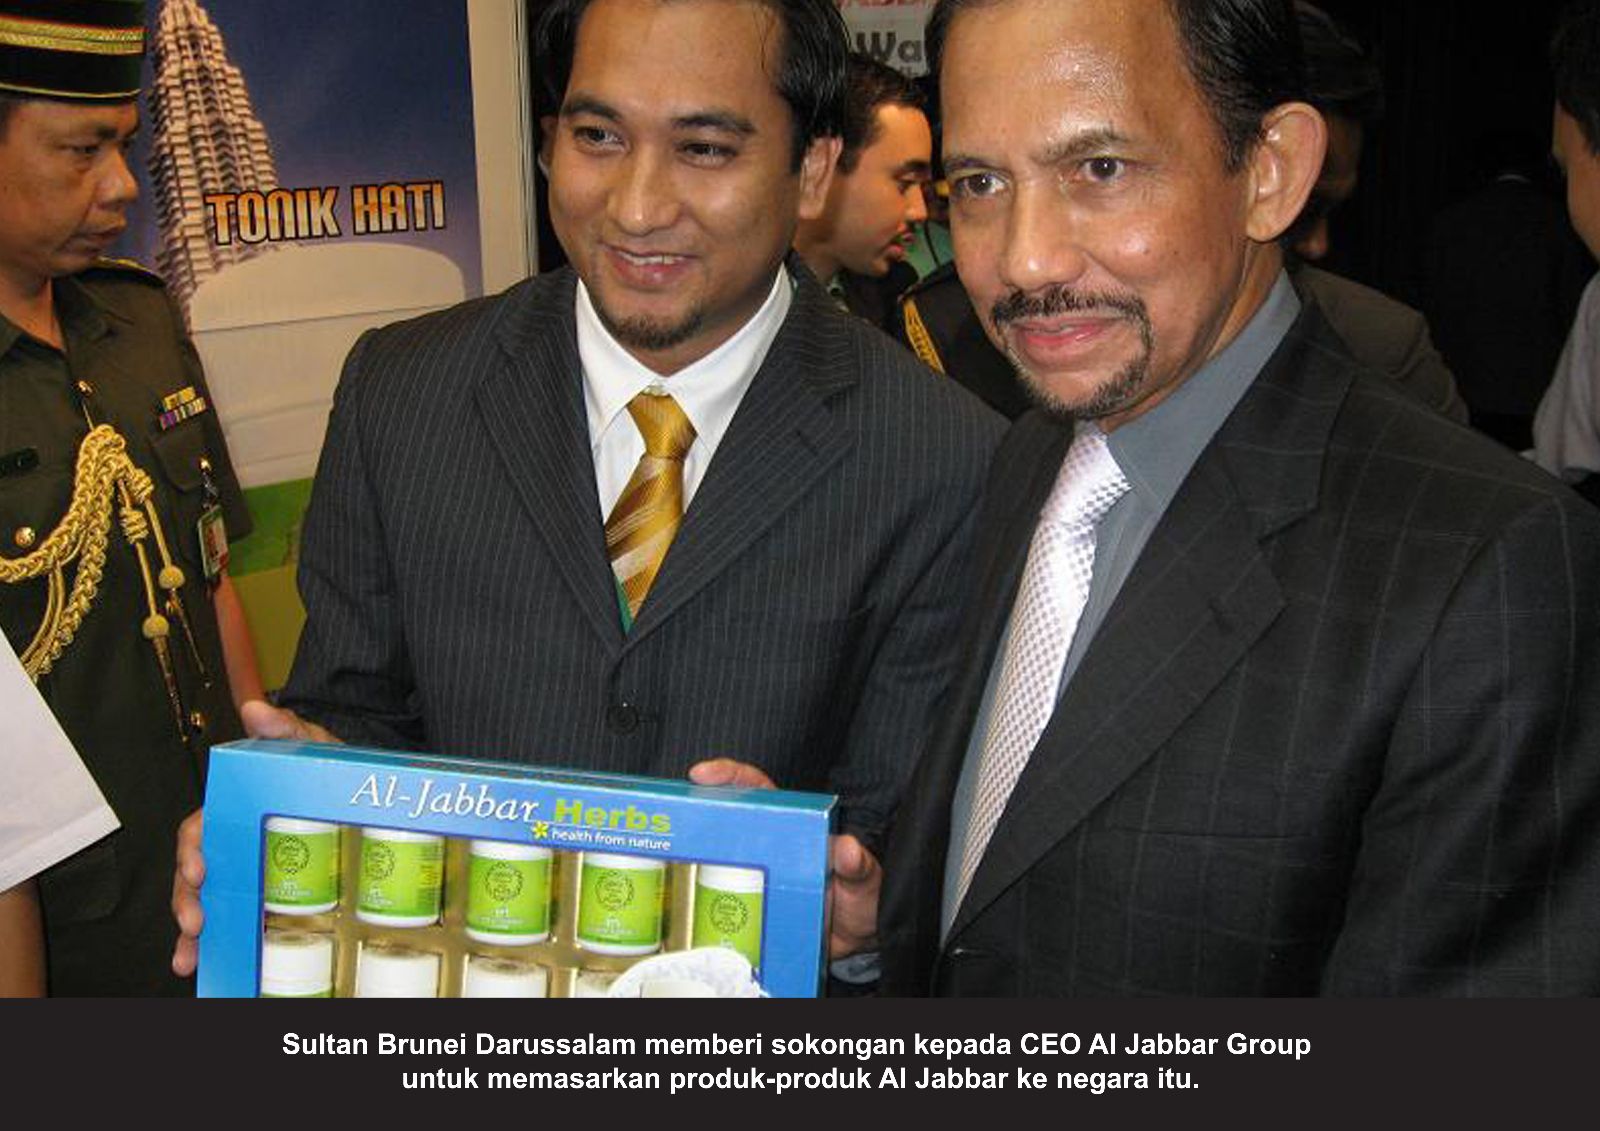 Wa
TONIK HATI
Al-Jabbar Herbs
health from nature
Sultan Brunei Darussalam memberi sokongan kepada CEO Al Jabbar Group
untuk memasarkan produk-produk Al Jabbar ke negara itu.